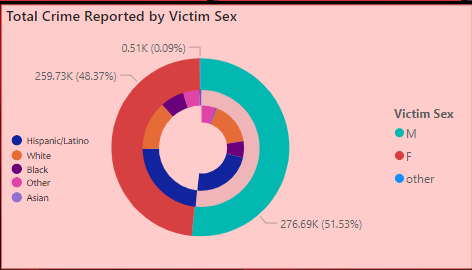 Total Crime Reported by Victim Sex
0.51K (0.09%)
259.73K (48.37%)
Victim Sex
M
F
other
Hispanic/Latino
White
Black
Other
Asian
276.69K (51.53%)